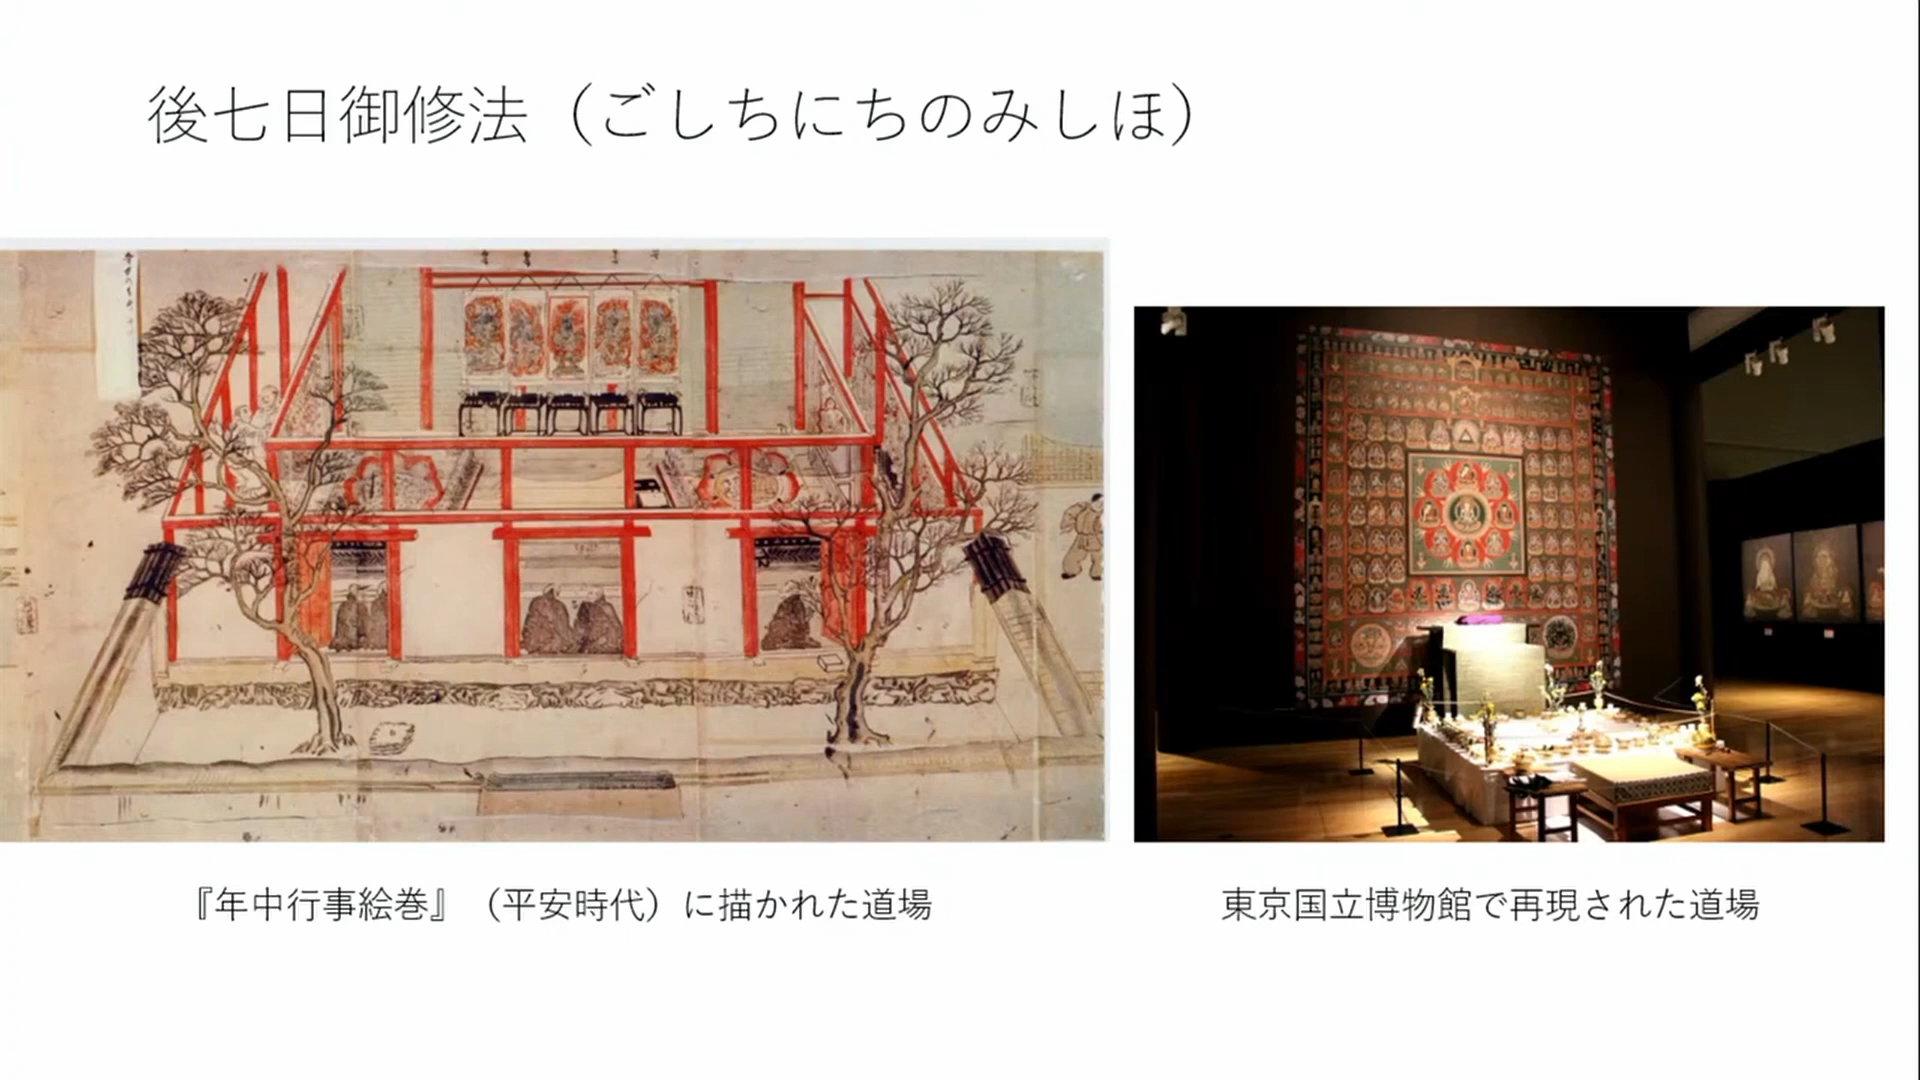 後七日御修法（ごしちにちのみしほ）
『年中行事絵巻』（平安時代）に描かれた道場
東京国立博物館で再現された道場